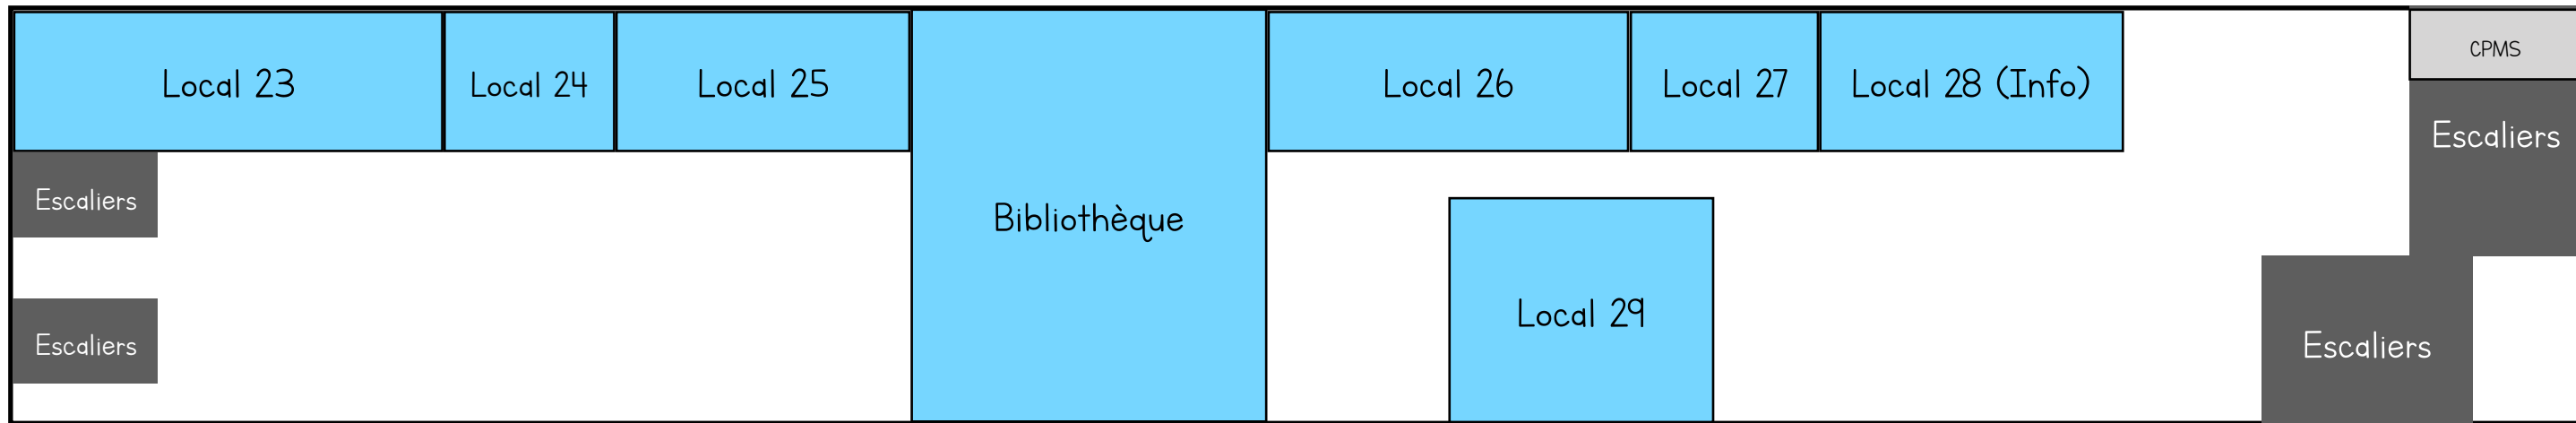 Local 23
Local 24
Local 25
Bibliothèque
Local 26
Local 27
Local 28 (Info)
CPMS
Escaliers
Escaliers
Escaliers
Local 29
Escaliers